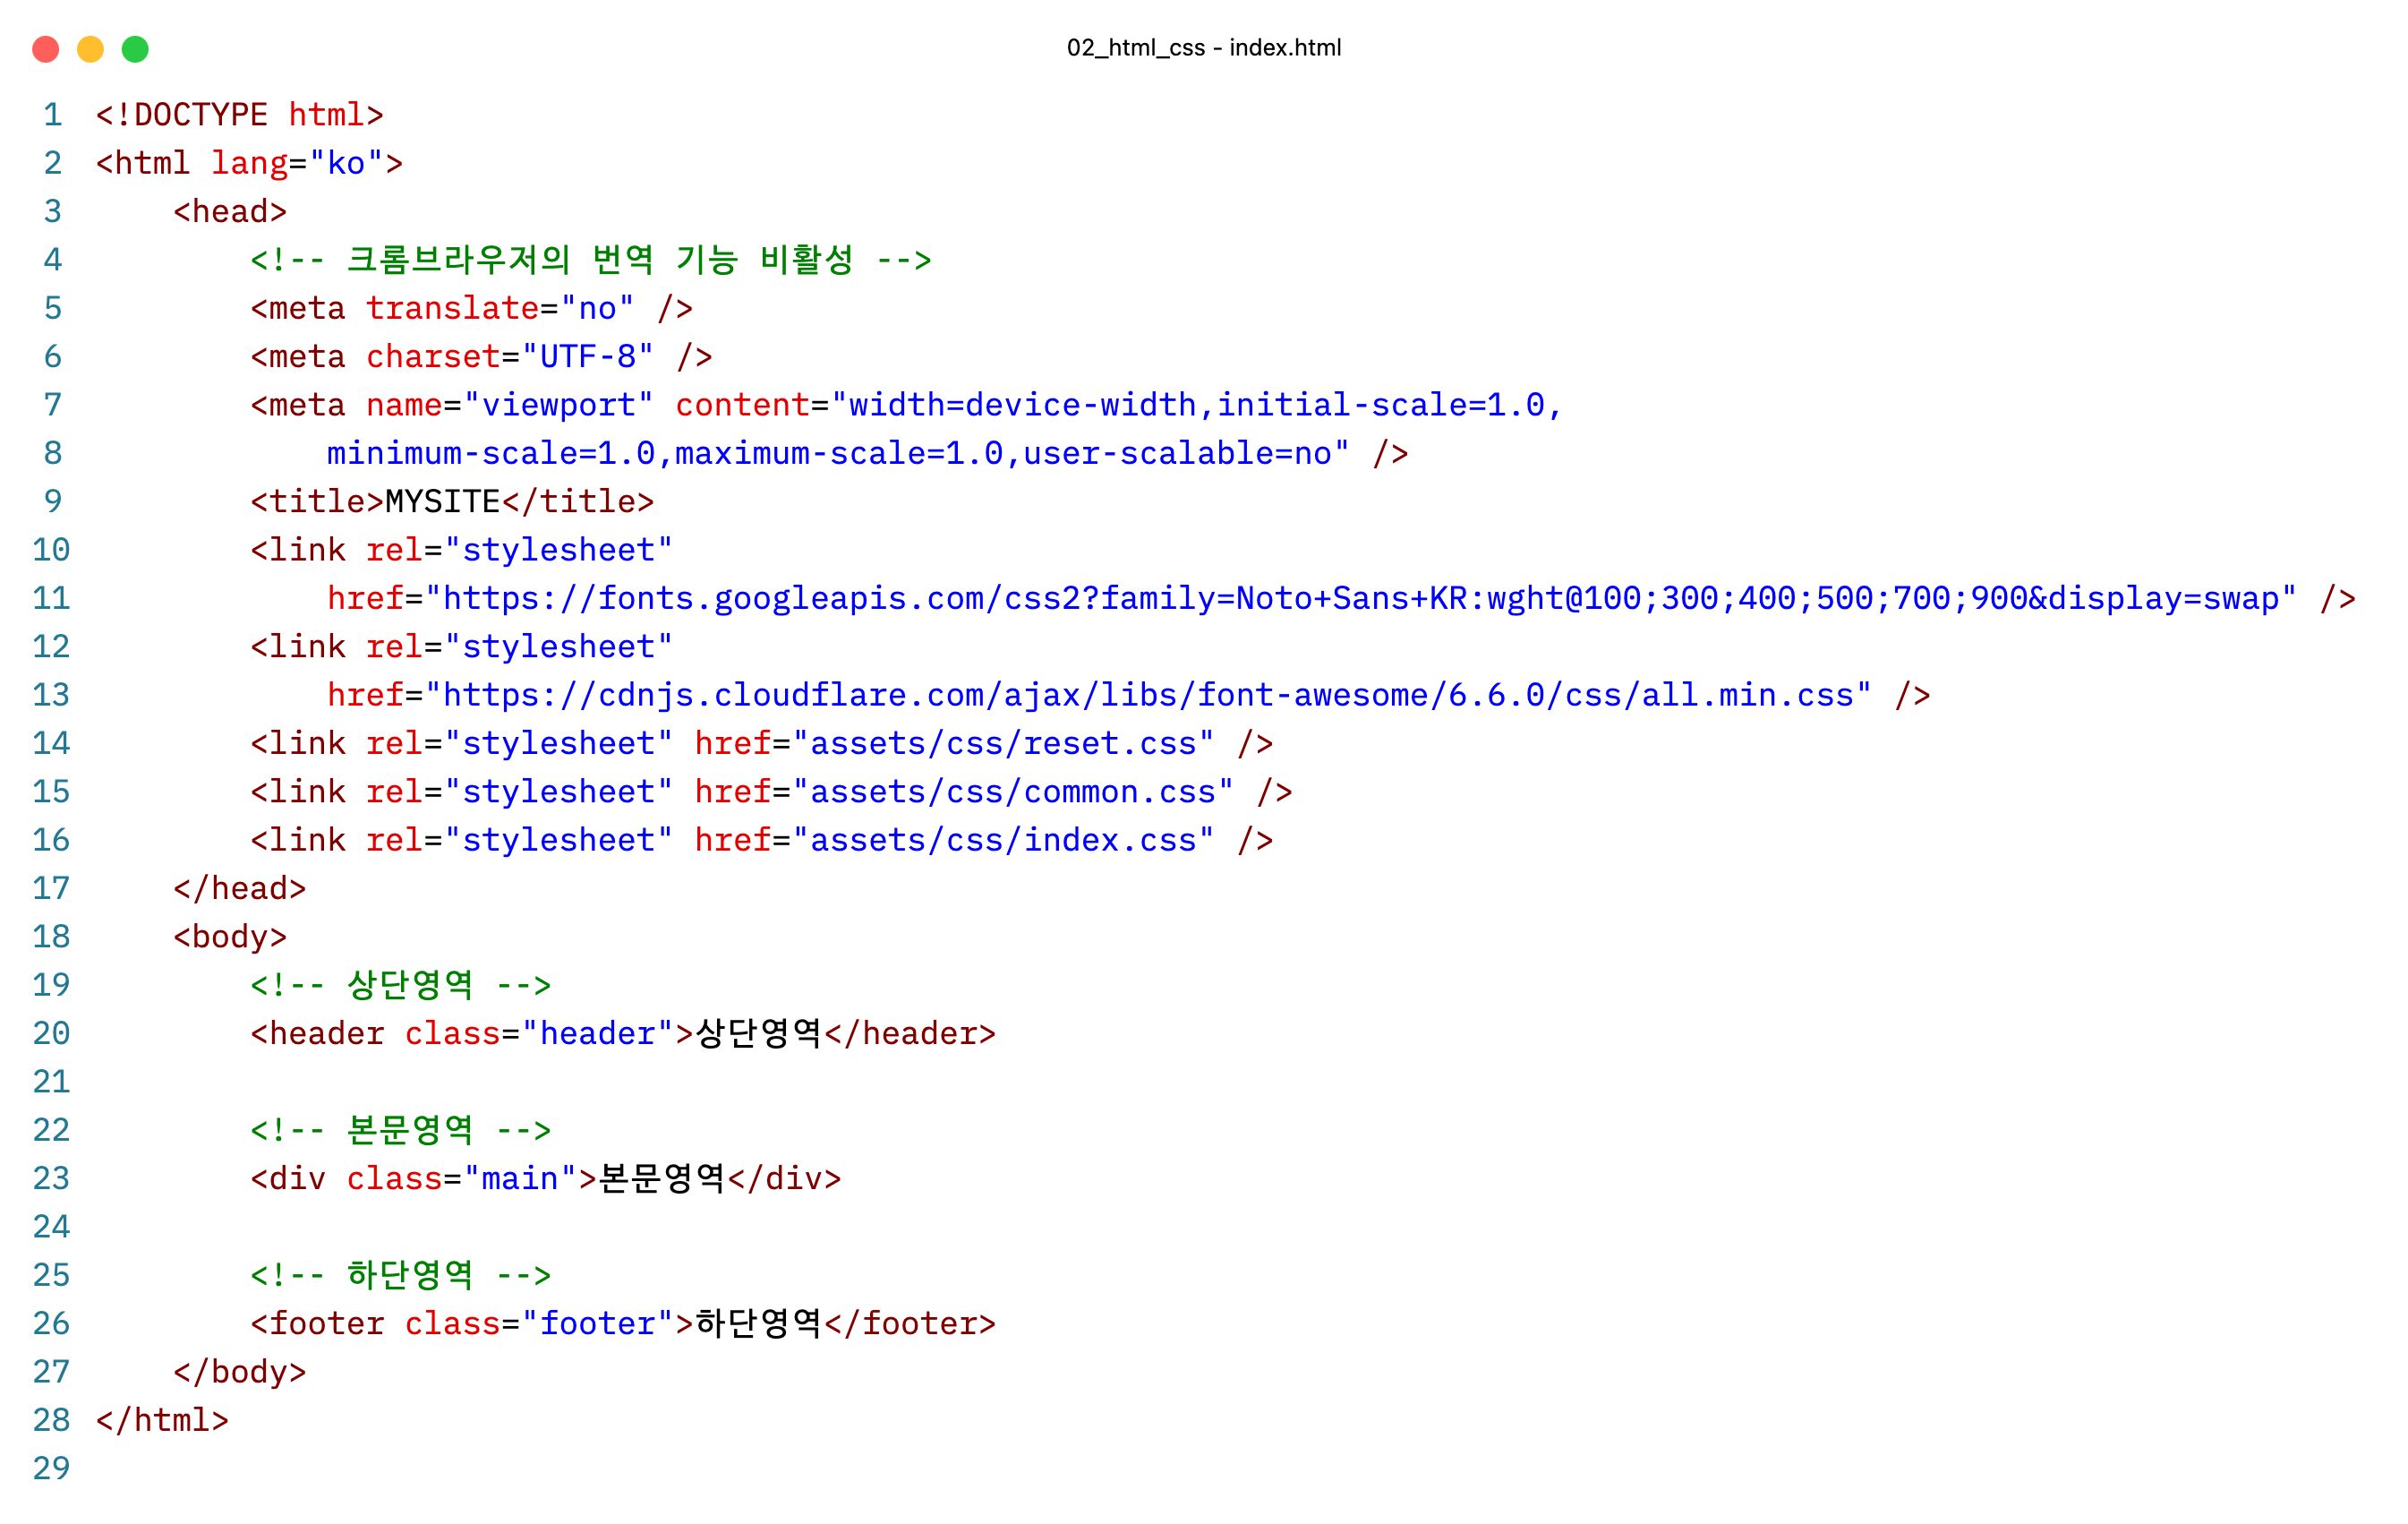 02_html_css - index.html
1 <!DOCTYPE html>
2 <html lang="ko">
3     <head>
4         <!-- 크롬브라우저의 번역 기능 비활성 -->
5         <meta translate="no" />
6         <meta charset="UTF-8" />
7         <meta name="viewport" content="width=device-width,initial-scale=1.0,
8             minimum-scale=1.0,maximum-scale=1.0,user-scalable=no" />
9         <title>MYSITE</title>
10         <link rel="stylesheet"
11             href="https://fonts.googleapis.com/css2?family=Noto+Sans+KR:wght@100;300;400;500;700;900&display=swap" />
12         <link rel="stylesheet"
13             href="https://cdnjs.cloudflare.com/ajax/libs/font-awesome/6.6.0/css/all.min.css" />
14         <link rel="stylesheet" href="assets/css/reset.css" />
15         <link rel="stylesheet" href="assets/css/common.css" />
16         <link rel="stylesheet" href="assets/css/index.css" />
17     </head>
18     <body>
19         <!-- 상단영역 -->
20         <header class="header">상단영역</header>
21
22         <!-- 본문영역 -->
23         <div class="main">본문영역</div>
24
25         <!-- 하단영역 -->
26         <footer class="footer">하단영역</footer>
27     </body>
28 </html>
29